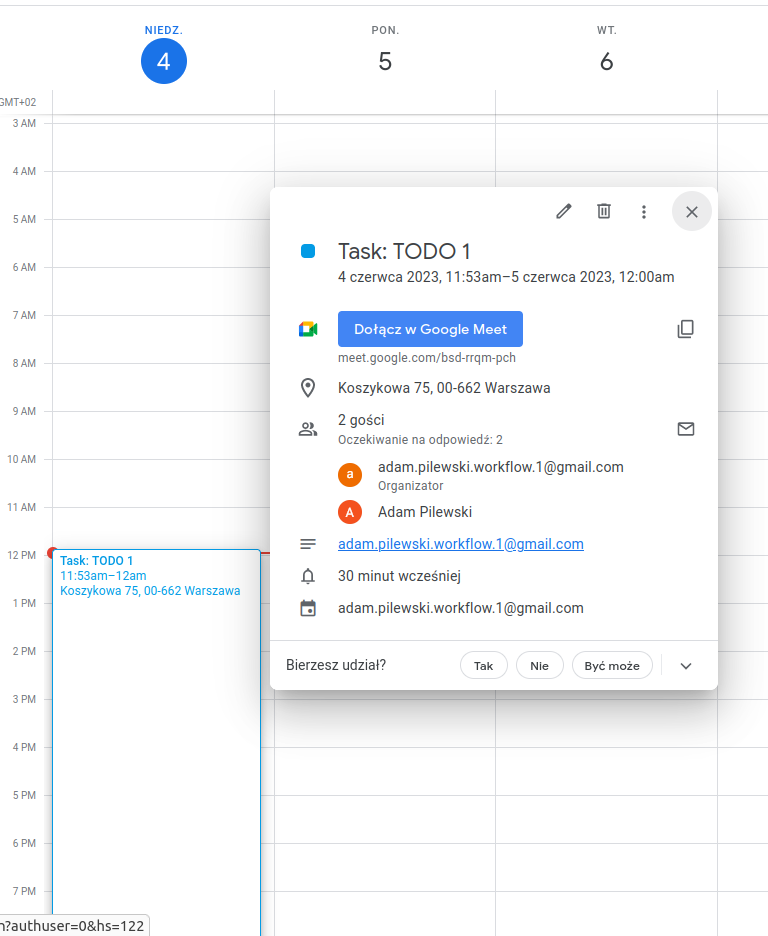 NIEDZ. PON. WT.
4 5 6
GMT+02
3 AM
4 AM
5 AM
6 AM
7 AM
8 AM
9 AM
10 AM
11 AM
12 PM
1 PM
2 PM
3 PM
4 PM
5 PM
6 PM
7 PM
Task: TODO 1
11:53am–12am
Koszykowa 75, 00-662 Warszawa
Task: TODO 1
4 czerwca 2023, 11:53am–5 czerwca 2023, 12:00am
Dołącz w Google Meet
meet.google.com/bsd-rrqm-pch
Koszykowa 75, 00-662 Warszawa
2 gości
Oczekiwanie na odpowiedź: 2
a
adam.pilewski.workflow.1@gmail.com
Organizator
A
Adam Pilewski
adam.pilewski.workflow.1@gmail.com
30 minut wcześniej
adam.pilewski.workflow.1@gmail.com
Bierzesz udział? Tak Nie Być może
n?authuser=0&hs=122